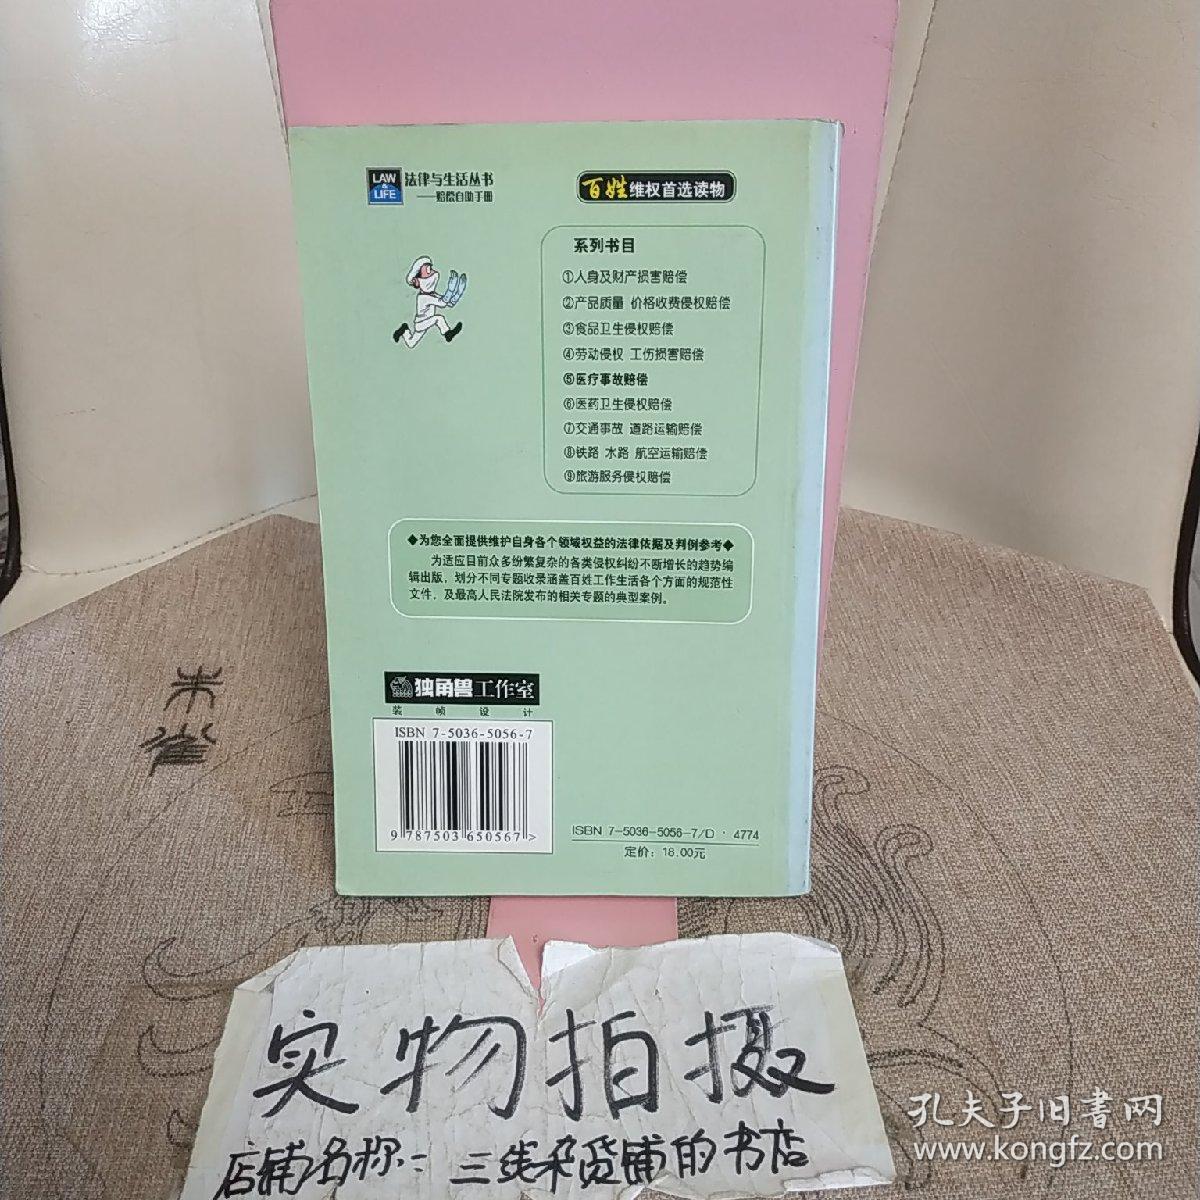 LAW & LIFE
法律与生活丛书
——赔偿自助手册
百姓维权首选读物
系列书目
①人身及财产损害赔偿
②产品质量 价格收费侵权赔偿
③食品卫生侵权赔偿
④劳动侵权 工伤损害赔偿
⑤医疗事故赔偿
⑥医药卫生侵权赔偿
⑦交通事故 道路运输赔偿
⑧铁路 水路 航空运输赔偿
⑨旅游服务侵权赔偿
◆为您全面提供维护自身各个领域权益的法律依据及判例参考◆
为适应目前众多纷繁复杂的各类侵权纠纷不断增长的趋势编
辑出版，划分不同专题收录涵盖百姓工作生活各个方面的规范性
文件，及最高人民法院发布的相关专题的典型案例。
独角兽工作室
装帧设计
ISBN 7-5036-5056-7
9 787503 650567 >
ISBN 7-5036-5056-7/D·4774
定价：18.00元
朱雀
实物拍摄
店铺名称：三线杂货铺的书店
孔夫子旧书网
www.kongfz.com